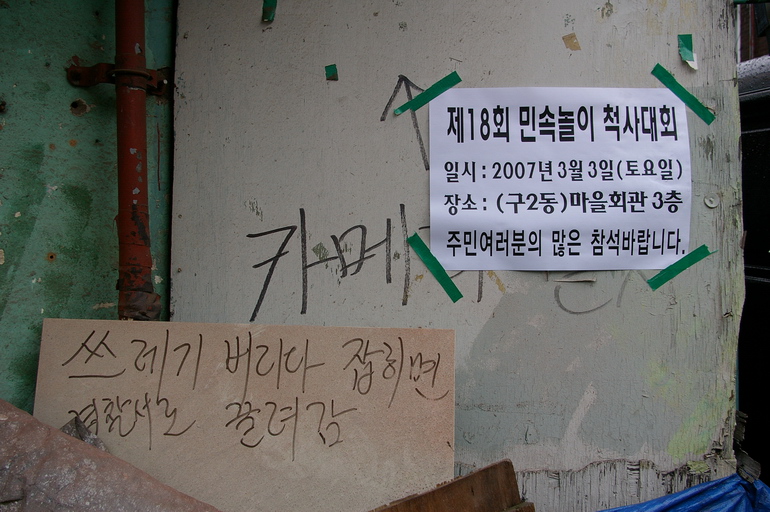 제18회 민속놀이 척사대회
일시 : 2007년 3월 3일(토요일)
장소 : (구2동)마을회관 3층
주민여러분의 많은 참석바랍니다.
카메라
쓰레기 버리다 잡히면
경찰서로 끌려감